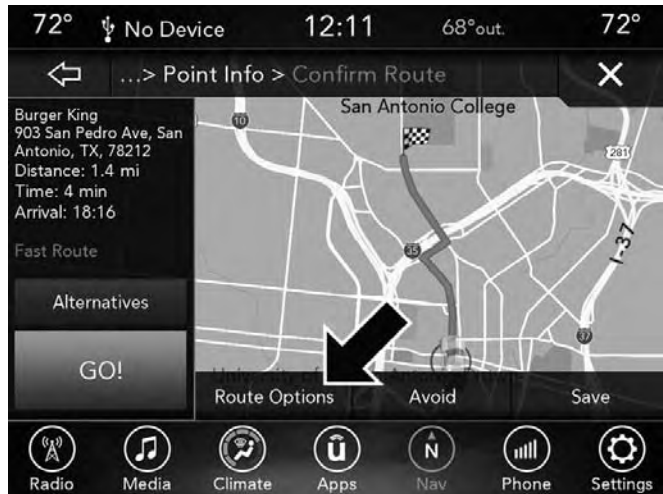 72° No Device 12:11 68°out. 72°
...> Point Info > Confirm Route
Burger King
903 San Pedro Ave, San
Antonio, TX, 78212
Distance: 1.4 mi
Time: 4 min
Arrival: 18:16
Fast Route
Alternatives
GO!
San Antonio College
10
281
35
I-37
37
University of
Route Options Avoid Save
Radio Media Climate Apps Nav Phone Settings